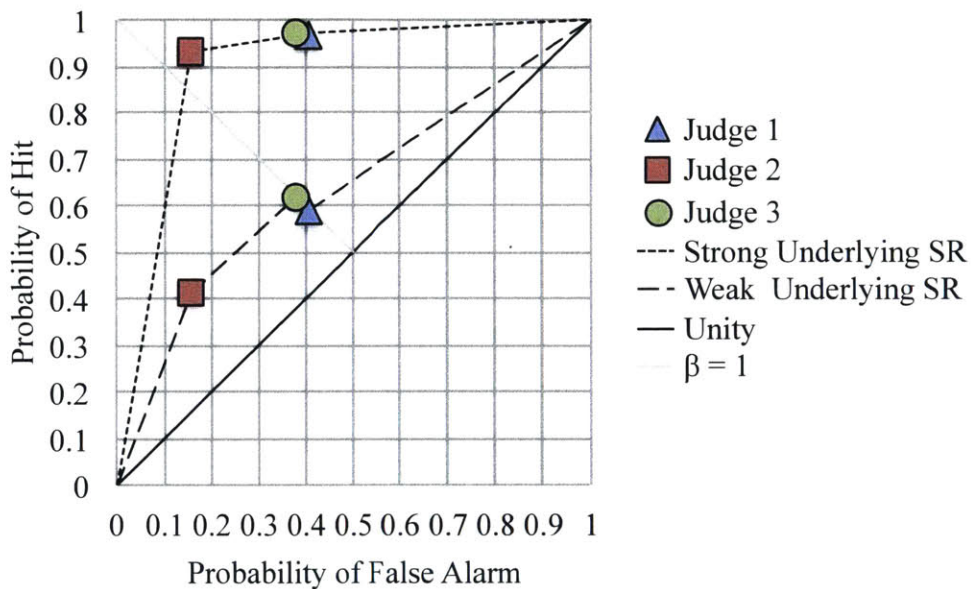 1
0.9
0.8
0.7
0.6
0.5
0.4
0.3
0.2
0.1
0
Probability of Hit
0 0.1 0.2 0.3 0.4 0.5 0.6 0.7 0.8 0.9 1
Probability of False Alarm
Judge 1
Judge 2
Judge 3
Strong Underlying SR
Weak Underlying SR
Unity
β = 1